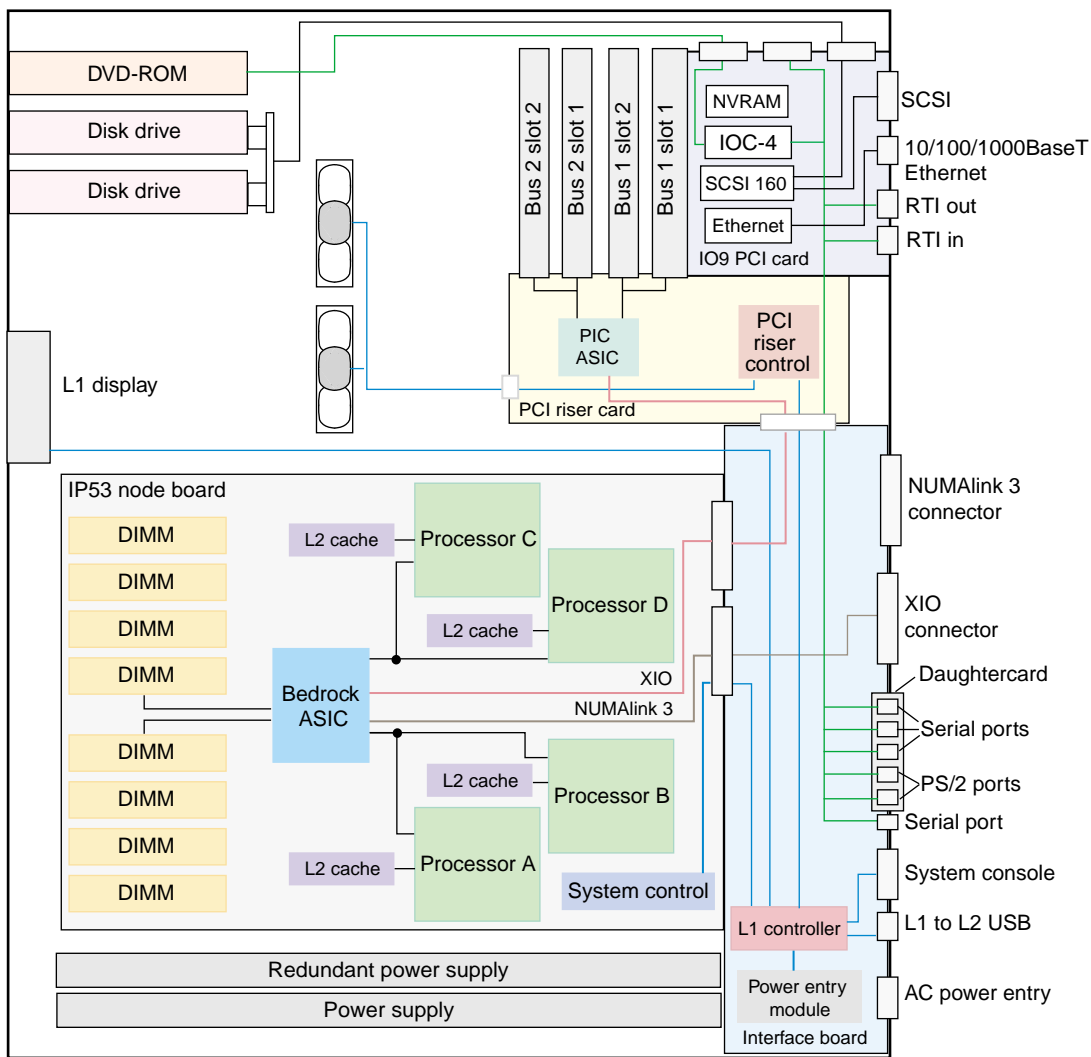 DVD-ROM
Disk drive
Disk drive
L1 display
Bus 2 slot 2
Bus 2 slot 1
Bus 1 slot 2
Bus 1 slot 1
NVRAM
IOC-4
SCSI 160
Ethernet
IO9 PCI card
SCSI
10/100/1000BaseT
Ethernet
RTI out
RTI in
PIC
ASIC
PCI
riser
control
PCI riser card
IP53 node board
DIMM
DIMM
DIMM
DIMM
DIMM
DIMM
DIMM
DIMM
L2 cache
Processor C
L2 cache
Processor D
Bedrock
ASIC
XIO
NUMAlink 3
L2 cache
Processor B
L2 cache
Processor A
System control
NUMAlink 3
connector
XIO
connector
Daughtercard
Serial ports
PS/2 ports
Serial port
System console
L1 to L2 USB
AC power entry
L1 controller
Power entry
module
Interface board
Redundant power supply
Power supply